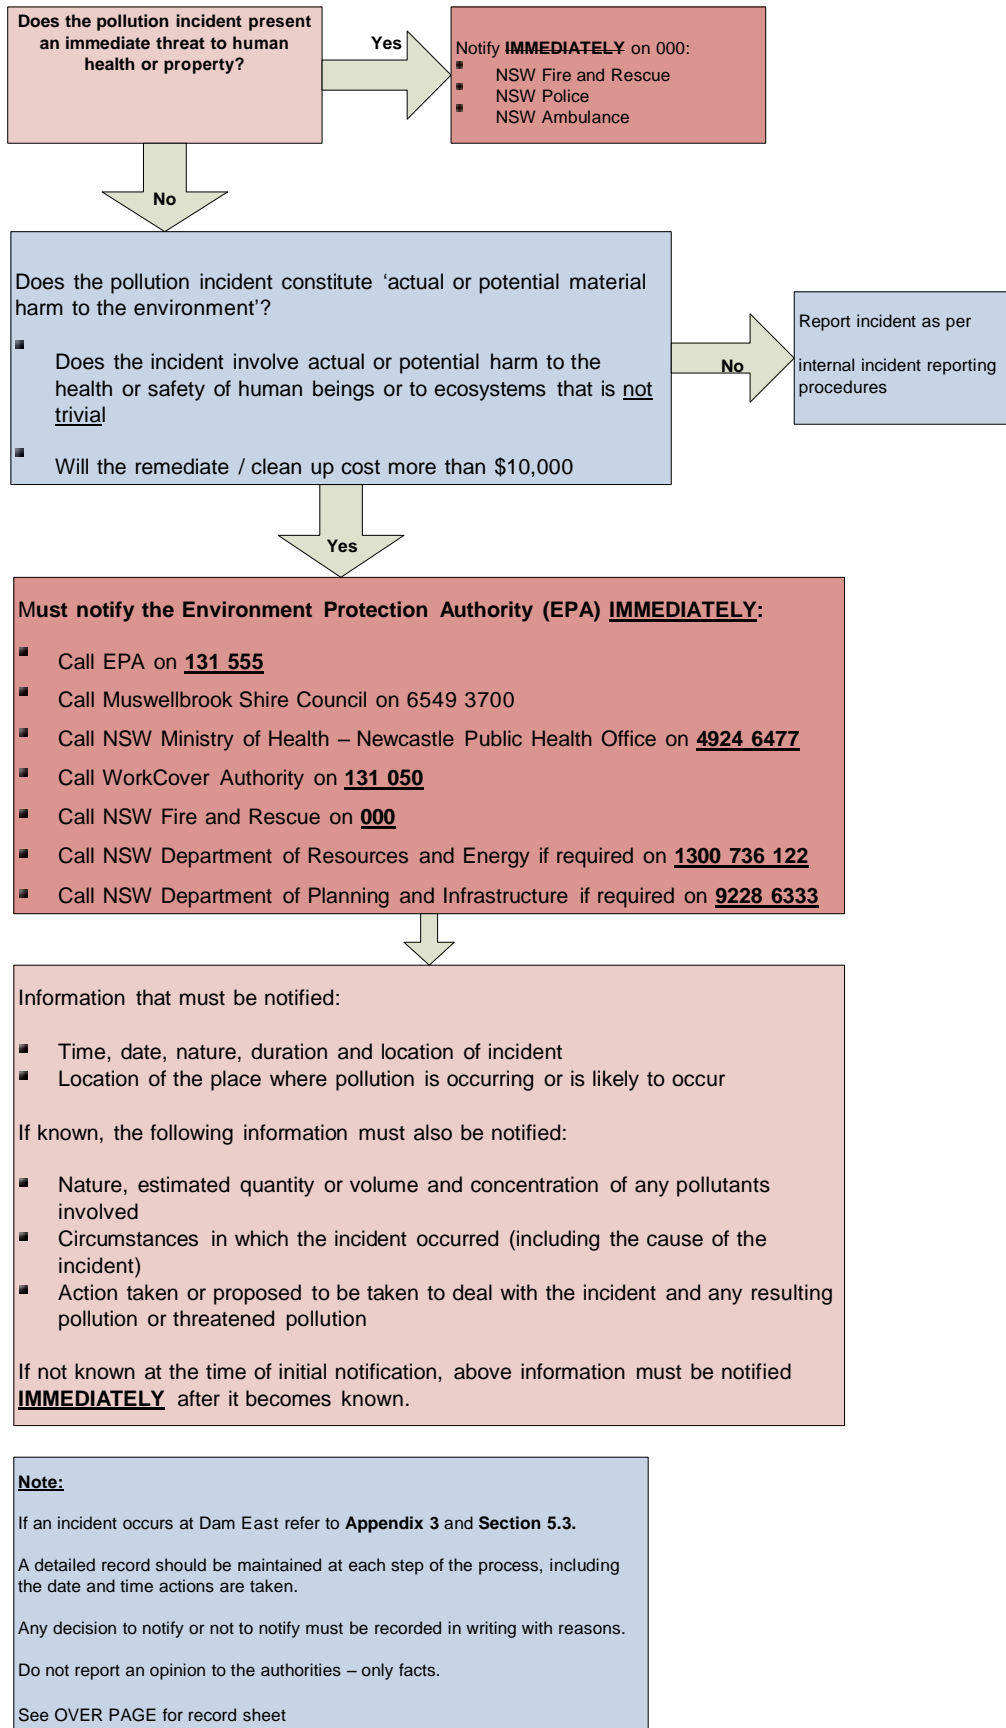 Does the pollution incident present
an immediate threat to human
health or property?
Yes
Notify IMMEDIATELY on 000:
▪ NSW Fire and Rescue
▪ NSW Police
▪ NSW Ambulance
No
Does the pollution incident constitute ‘actual or potential material
harm to the environment’?
▪ Does the incident involve actual or potential harm to the
health or safety of human beings or to ecosystems that is not
trivial
▪ Will the remediate / clean up cost more than $10,000
No
Report incident as per
internal incident reporting
procedures
Yes
Must notify the Environment Protection Authority (EPA) IMMEDIATELY:
▪ Call EPA on 131 555
▪ Call Muswellbrook Shire Council on 6549 3700
▪ Call NSW Ministry of Health – Newcastle Public Health Office on 4924 6477
▪ Call WorkCover Authority on 131 050
▪ Call NSW Fire and Rescue on 000
▪ Call NSW Department of Resources and Energy if required on 1300 736 122
▪ Call NSW Department of Planning and Infrastructure if required on 9228 6333
Information that must be notified:
▪ Time, date, nature, duration and location of incident
▪ Location of the place where pollution is occurring or is likely to occur
If known, the following information must also be notified:
▪ Nature, estimated quantity or volume and concentration of any pollutants
involved
▪ Circumstances in which the incident occurred (including the cause of the
incident)
▪ Action taken or proposed to be taken to deal with the incident and any resulting
pollution or threatened pollution
If not known at the time of initial notification, above information must be notified
IMMEDIATELY after it becomes known.
Note:
If an incident occurs at Dam East refer to Appendix 3 and Section 5.3.
A detailed record should be maintained at each step of the process, including
the date and time actions are taken.
Any decision to notify or not to notify must be recorded in writing with reasons.
Do not report an opinion to the authorities – only facts.
See OVER PAGE for record sheet